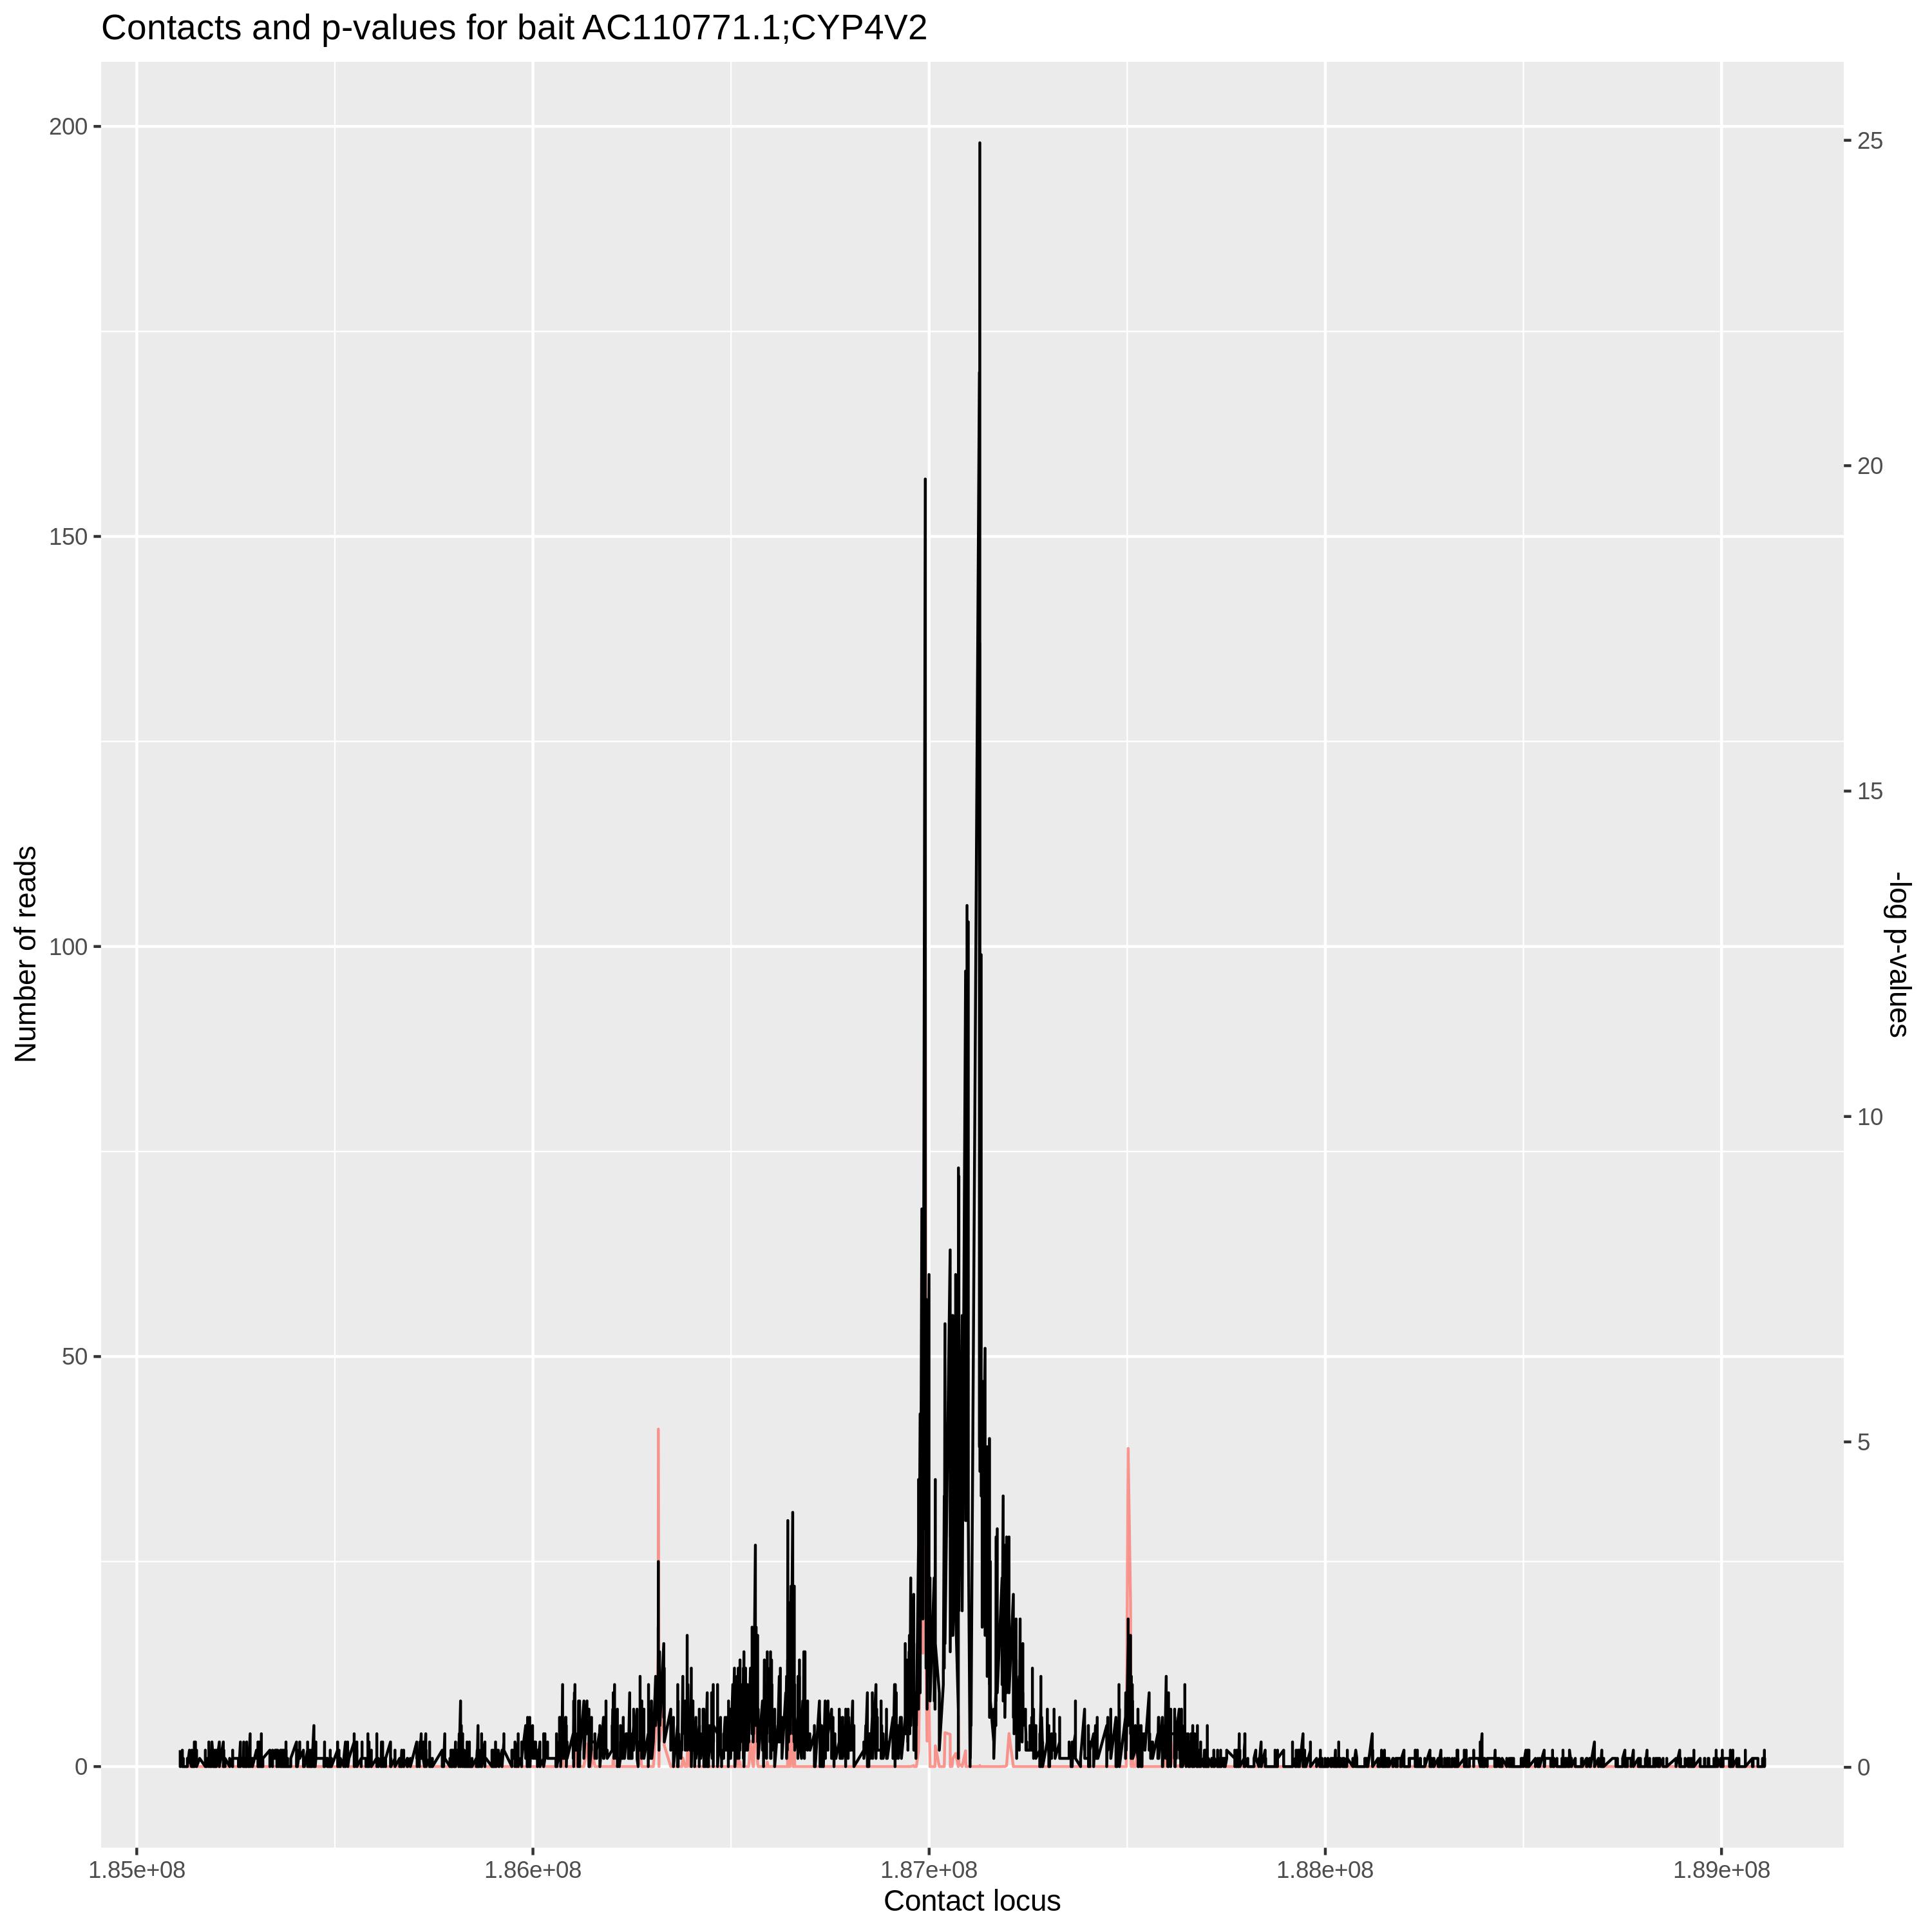 Contacts and p-values for bait AC110771.1;CYP4V2
200
150
100
50
0
Number of reads
25
20
15
10
5
0
-log p-values
1.85e+08
1.86e+08
1.87e+08
1.88e+08
1.89e+08
Contact locus